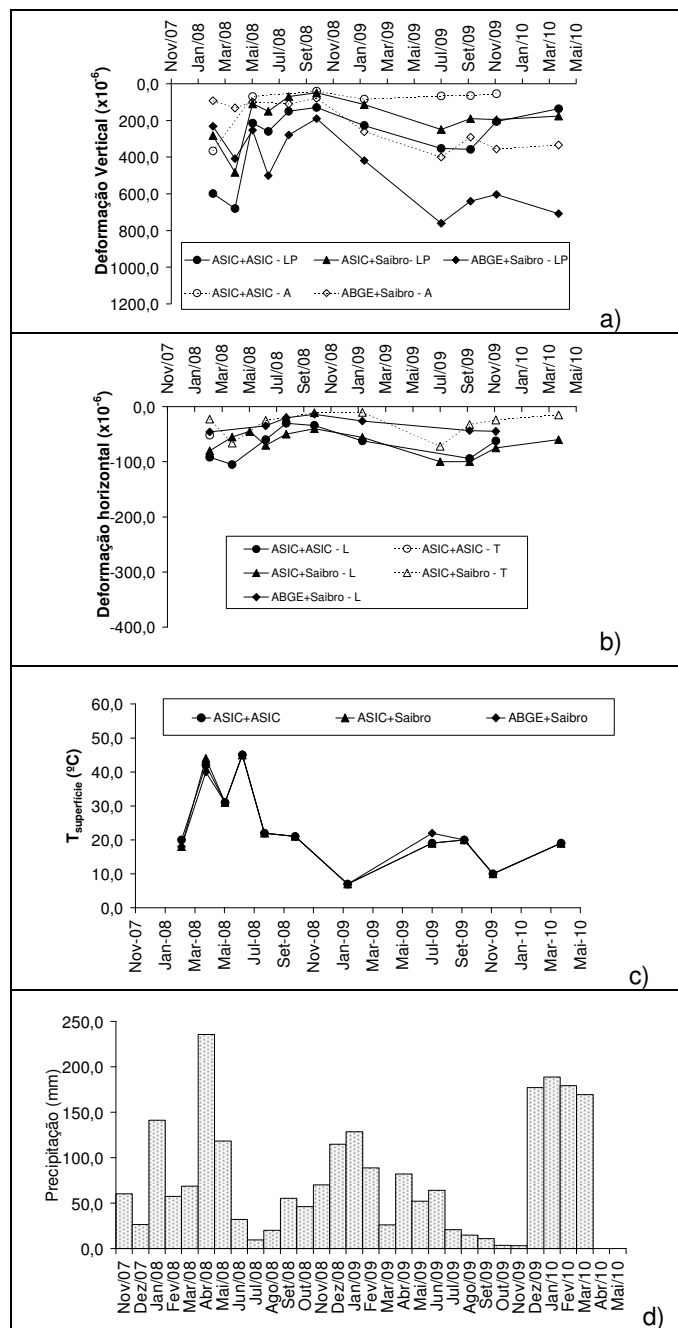 Nov/07 Jan/08 Mar/08 Mai/08 Jul/08 Set/08 Nov/08 Jan/09 Mar/09 Mai/09 Jul/09 Set/09 Nov/09 Jan/10 Mar/10 Mai/10
Deformação Vertical (x10-6)
0,0
200,0
400,0
600,0
800,0
1000,0
1200,0
ASIC+ASIC - LP ASIC+Saibro- LP ABGE+Saibro - LP
ASIC+ASIC - A ABGE+Saibro - A
a)
Nov/07 Jan/08 Mar/08 Mai/08 Jul/08 Set/08 Nov/08 Jan/09 Mar/09 Mai/09 Jul/09 Set/09 Nov/09 Jan/10 Mar/10 Mai/10
Deformação horizontal (x10-6)
0,0
-100,0
-200,0
-300,0
-400,0
ASIC+ASIC - L ASIC+ASIC - T
ASIC+Saibro - L ASIC+Saibro - T
ABGE+Saibro - L
b)
ASIC+ASIC ASIC+Saibro ABGE+Saibro
Tsuperfície (ºC)
60,0
50,0
40,0
30,0
20,0
10,0
0,0
Nov-07 Jan-08 Mar-08 Mai-08 Jul-08 Set-08 Nov-08 Jan-09 Mar-09 Mai-09 Jul-09 Set-09 Nov-09 Jan-10 Mar-10 Mai-10
c)
Precipitação (mm)
250,0
200,0
150,0
100,0
50,0
0,0
Nov/07 Dez/07 Jan/08 Fev/08 Mar/08 Abr/08 Mai/08 Jun/08 Jul/08 Ago/08 Set/08 Out/08 Nov/08 Dez/08 Jan/09 Fev/09 Mar/09 Abr/09 Mai/09 Jun/09 Jul/09 Ago/09 Set/09 Out/09 Nov/09 Dez/09 Jan/10 Fev/10 Mar/10 Abr/10 Mai/10
d)